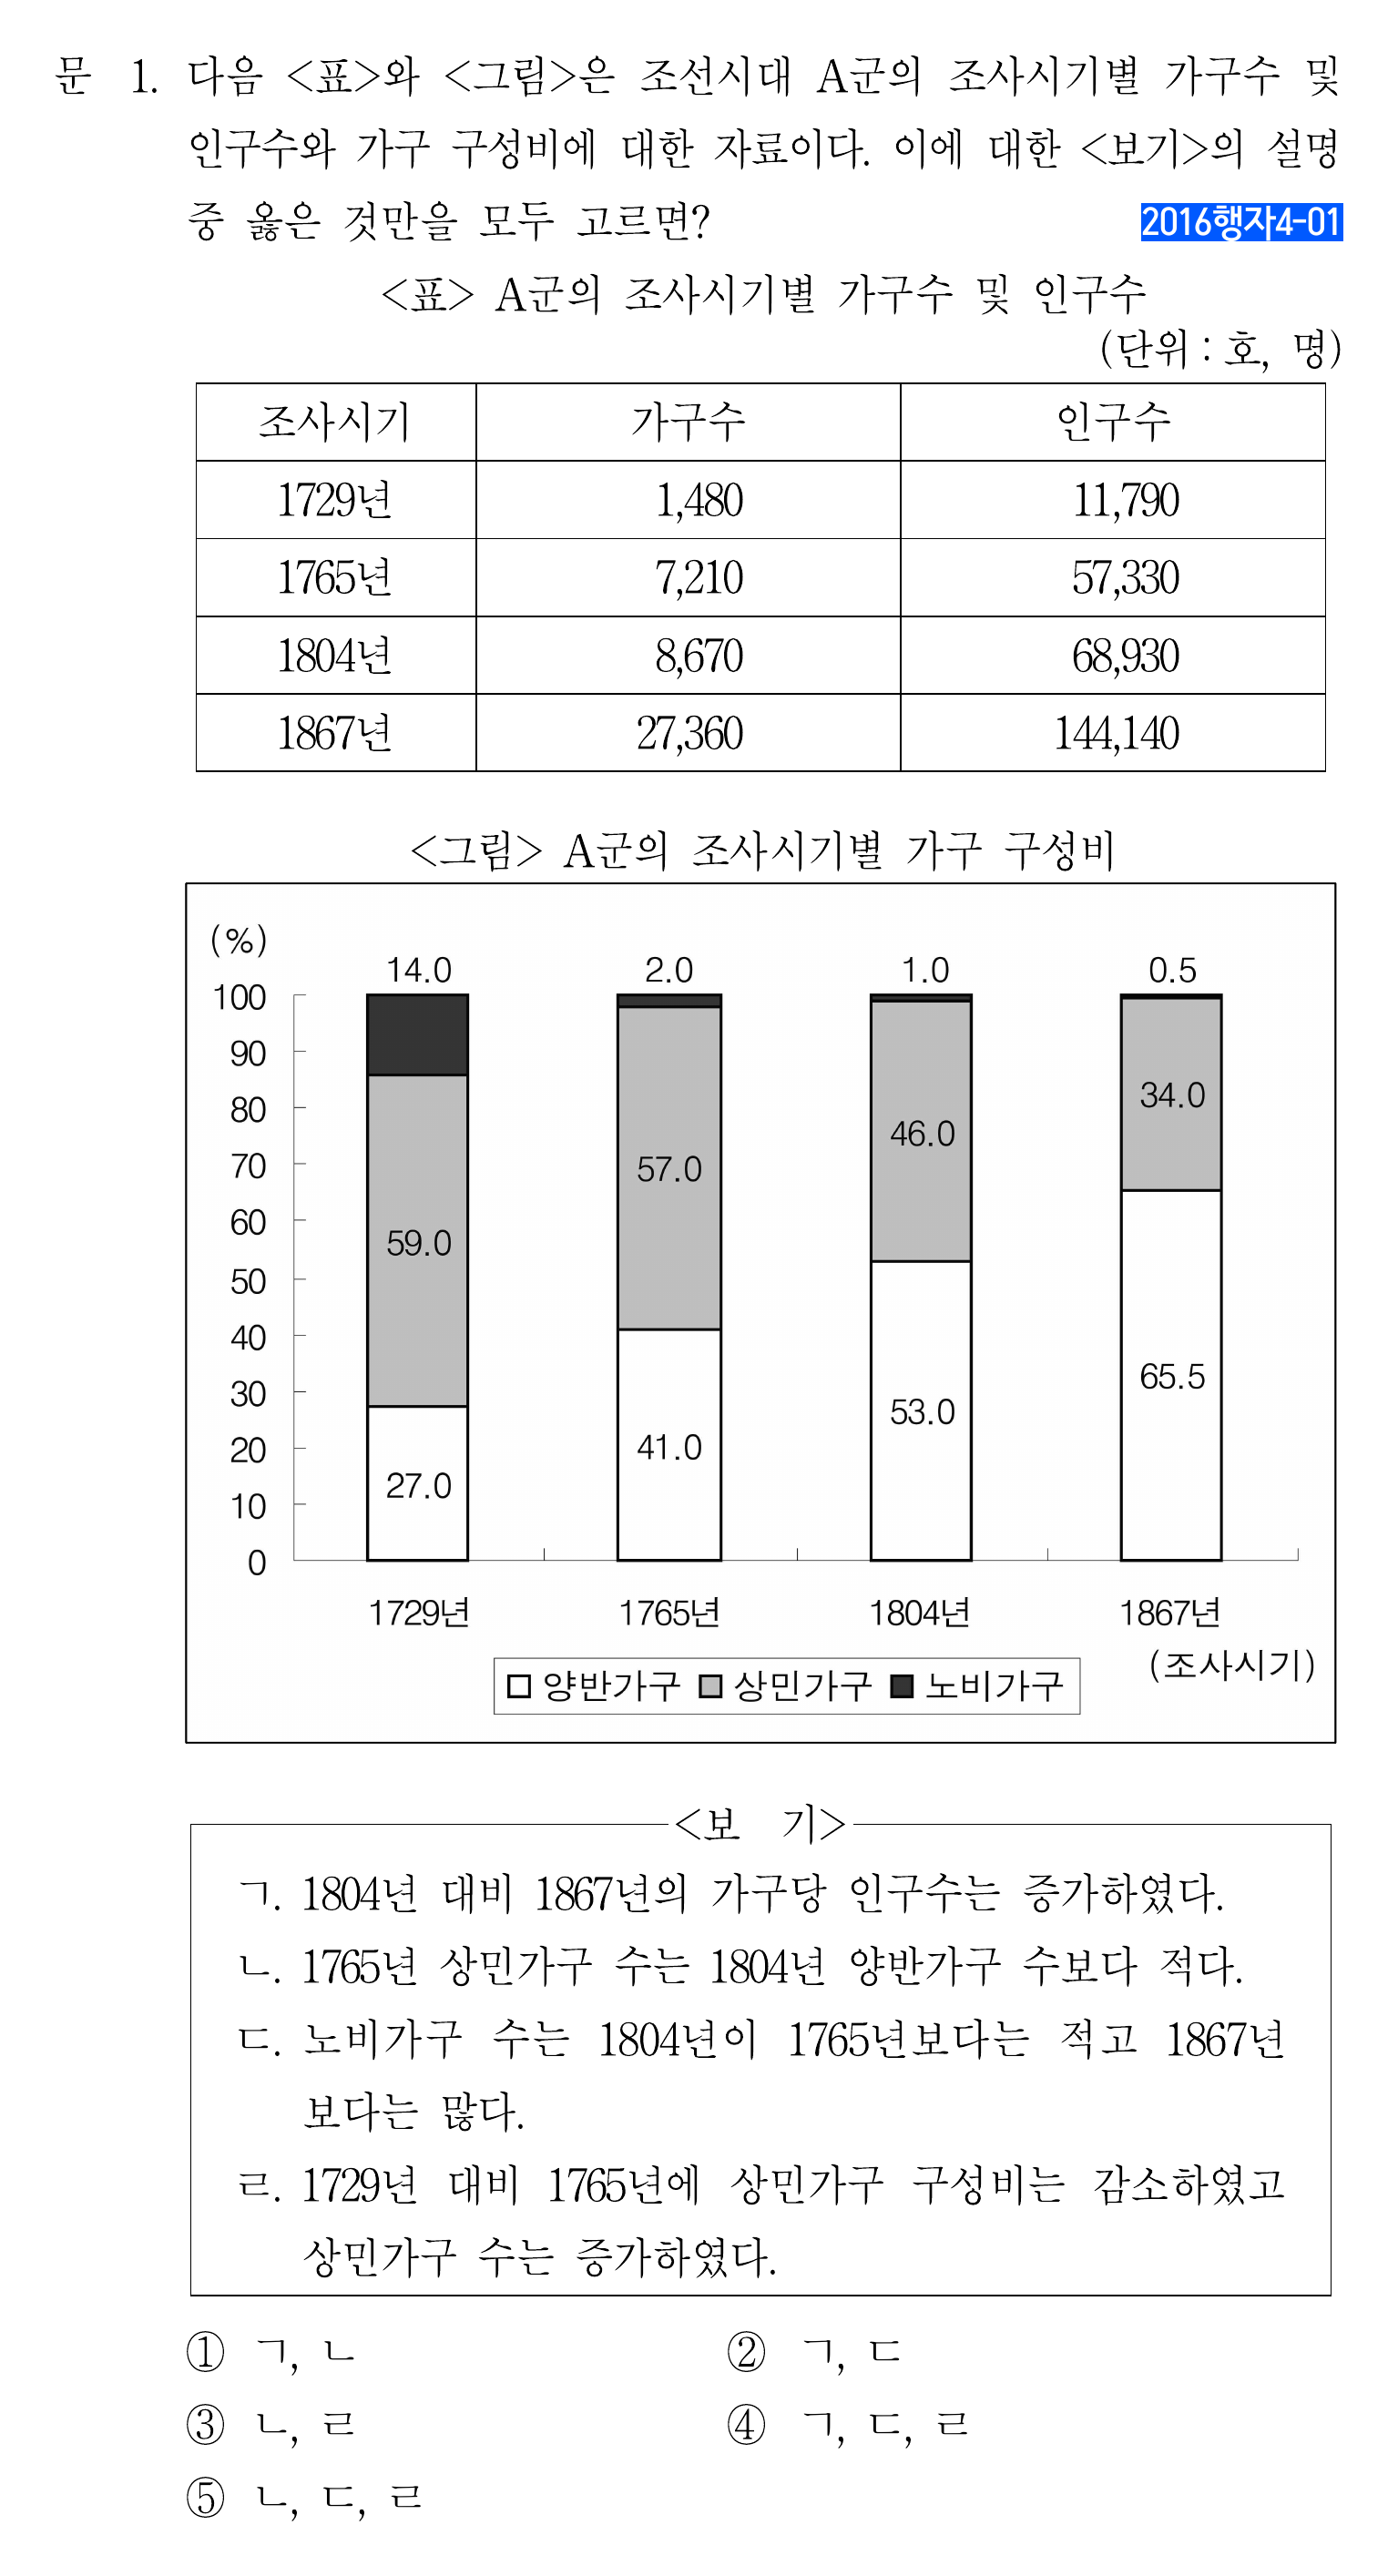 문 1. 다음 <표>와 <그림>은 조선시대 A군의 조사시기별 가구수 및
인구수와 가구 구성비에 대한 자료이다. 이에 대한 <보기>의 설명
중 옳은 것만을 모두 고르면?
2016행자4-01
<표> A군의 조사시기별 가구수 및 인구수
(단위 : 호, 명)
조사시기 가구수 인구수
1729년 1,480 11,790
1765년 7,210 57,330
1804년 8,670 68,930
1867년 27,360 144,140
<그림> A군의 조사시기별 가구 구성비
(%)
14.0 2.0 1.0 0.5
100
90
80
70
60
50
40
30
20
10
0
59.0 57.0 46.0 34.0
27.0 41.0 53.0 65.5
1729년 1765년 1804년 1867년
(조사시기)
양반가구 상민가구 노비가구
<보 기>
ㄱ. 1804년 대비 1867년의 가구당 인구수는 증가하였다.
ㄴ. 1765년 상민가구 수는 1804년 양반가구 수보다 적다.
ㄷ. 노비가구 수는 1804년이 1765년보다는 적고 1867년
보다는 많다.
ㄹ. 1729년 대비 1765년에 상민가구 구성비는 감소하였고
상민가구 수는 증가하였다.
① ㄱ, ㄴ ② ㄱ, ㄷ
③ ㄴ, ㄹ ④ ㄱ, ㄷ, ㄹ
⑤ ㄴ, ㄷ, ㄹ